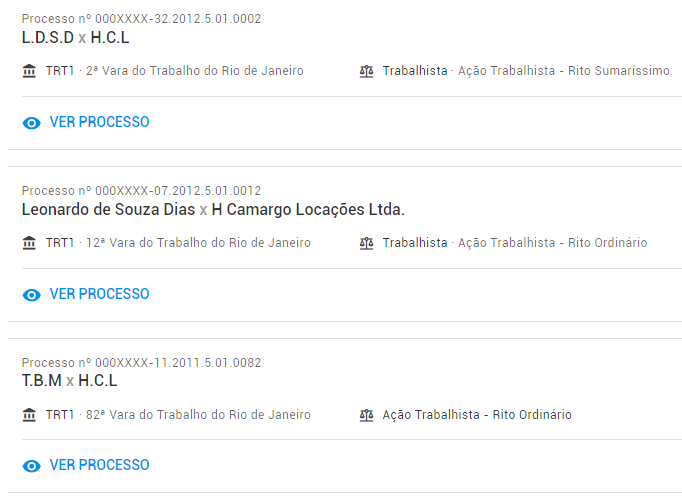 Processo nº 000XXXX-32.2012.5.01.0002
L.D.S.D x H.C.L
TRT1 · 2ª Vara do Trabalho do Rio de Janeiro
Trabalhista · Ação Trabalhista - Rito Sumaríssimo
VER PROCESSO
Processo nº 000XXXX-07.2012.5.01.0012
Leonardo de Souza Dias x H Camargo Locações Ltda.
TRT1 · 12ª Vara do Trabalho do Rio de Janeiro
Trabalhista · Ação Trabalhista - Rito Ordinário
VER PROCESSO
Processo nº 000XXXX-11.2011.5.01.0082
T.B.M x H.C.L
TRT1 · 82ª Vara do Trabalho do Rio de Janeiro
Ação Trabalhista - Rito Ordinário
VER PROCESSO